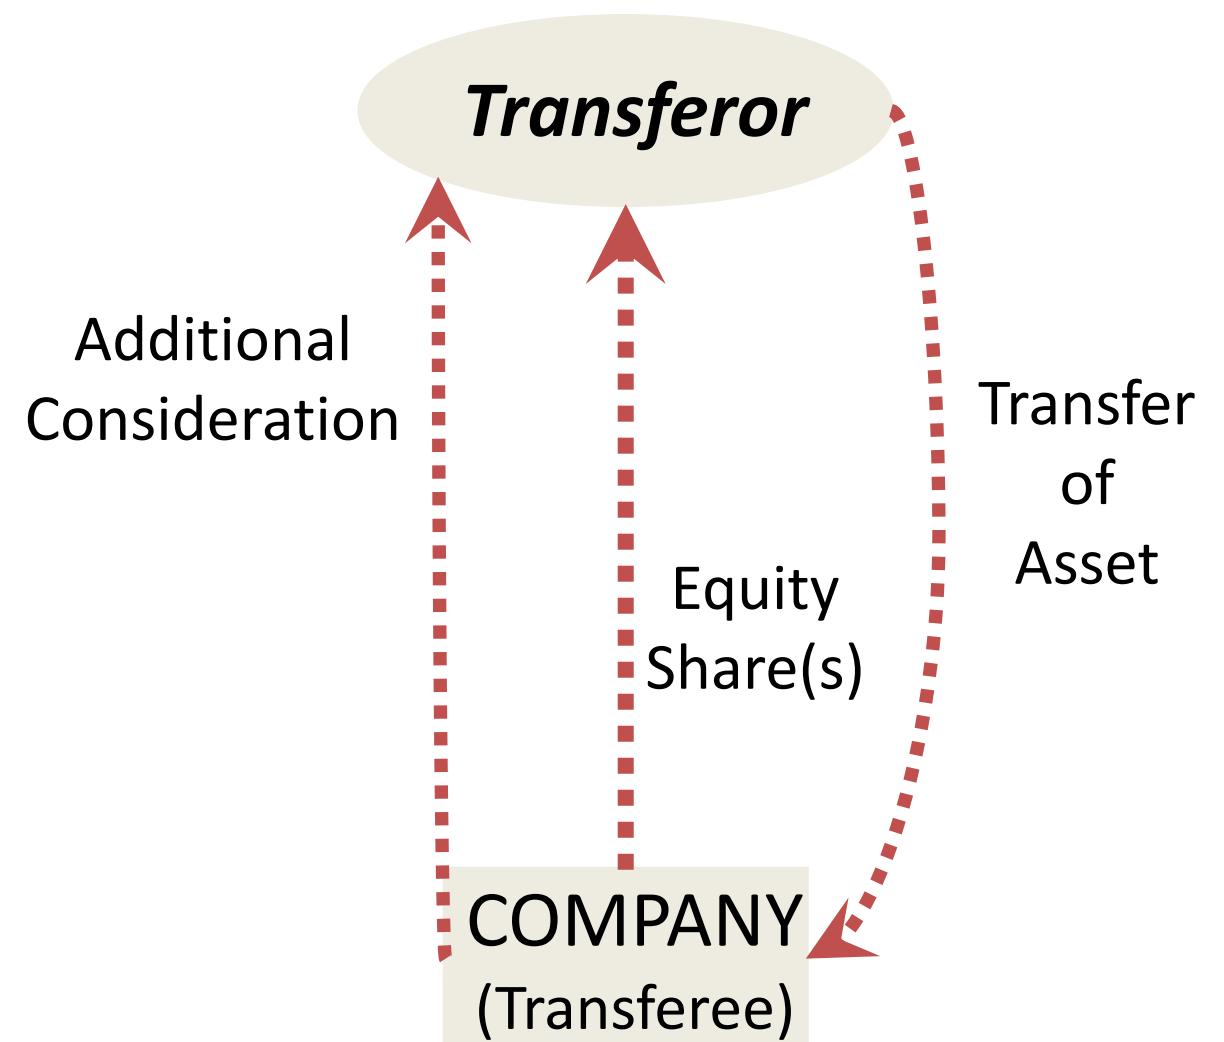 Transferor
Additional
Consideration
Transfer
of
Asset
Equity
Share(s)
COMPANY
(Transferee)